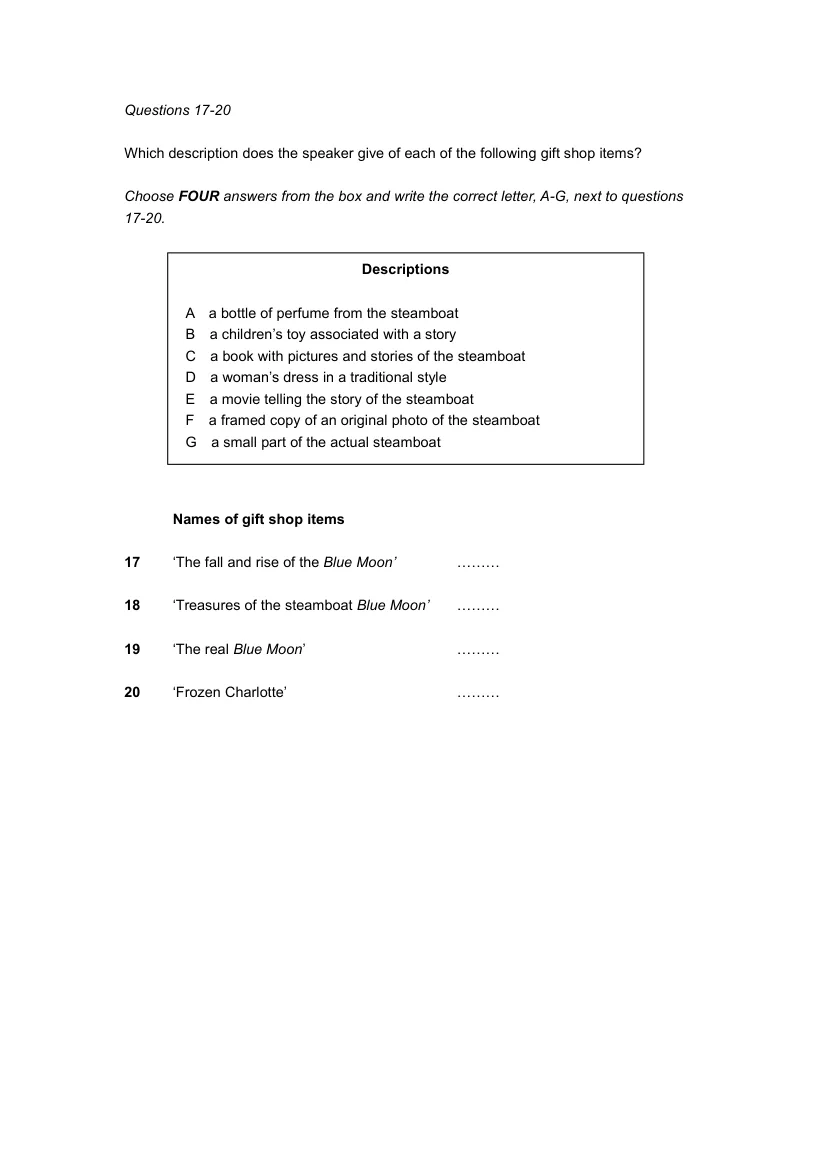 Questions 17-20
Which description does the speaker give of each of the following gift shop items?
Choose FOUR answers from the box and write the correct letter, A-G, next to questions
17-20.
Descriptions
A a bottle of perfume from the steamboat
B a children's toy associated with a story
C a book with pictures and stories of the steamboat
D a woman's dress in a traditional style
E a movie telling the story of the steamboat
F a framed copy of an original photo of the steamboat
G a small part of the actual steamboat
Names of gift shop items
17 ‘The fall and rise of the Blue Moon’ ………
18 ‘Treasures of the steamboat Blue Moon’ ………
19 ‘The real Blue Moon’ ………
20 ‘Frozen Charlotte’ ………